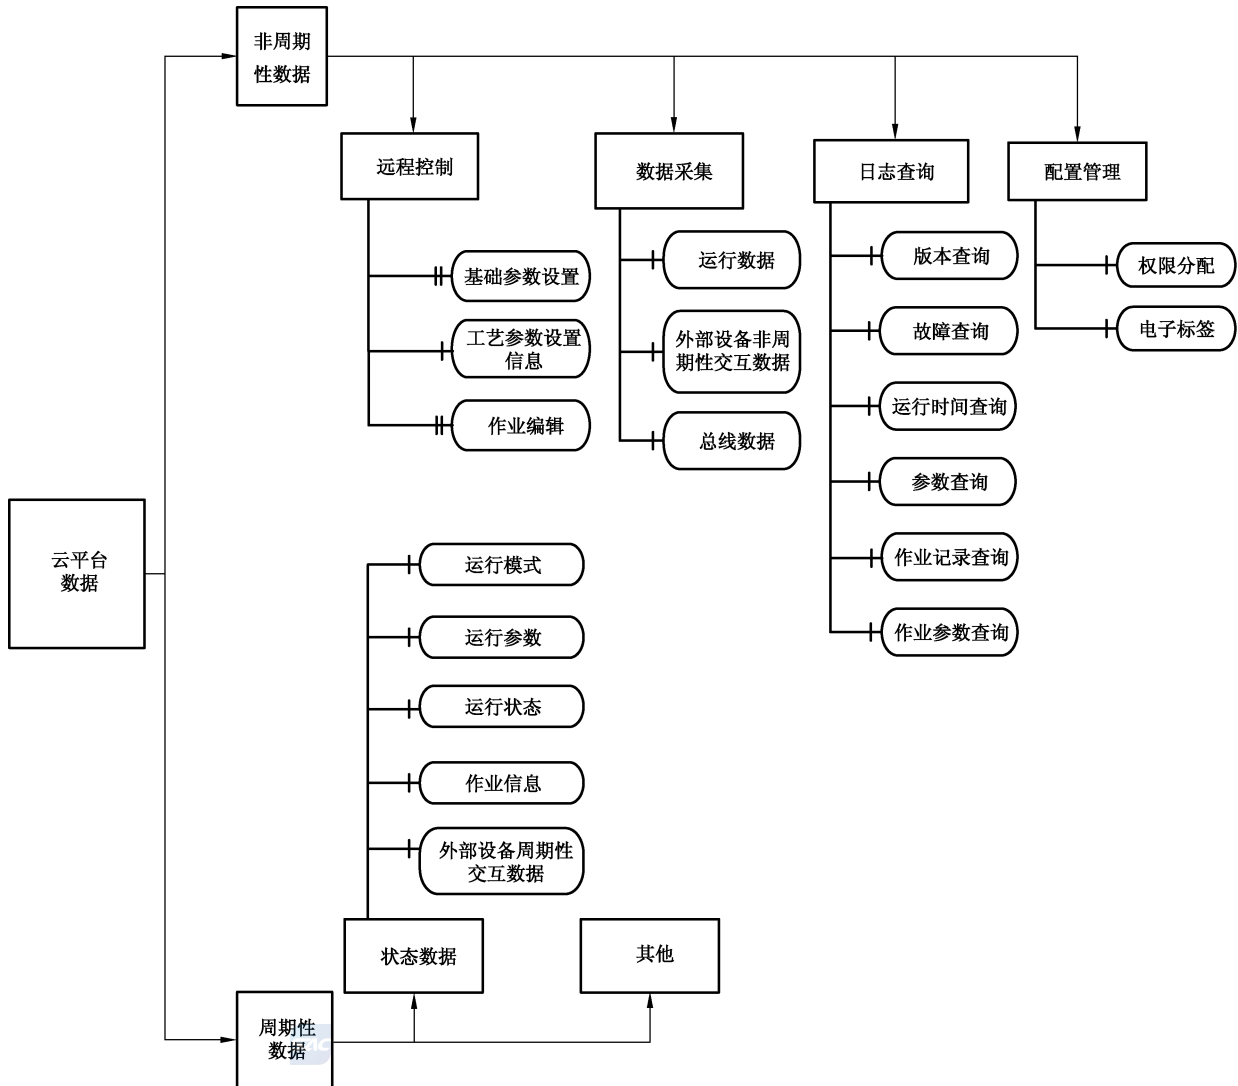 非周期
性数据
远程控制
数据采集
日志查询
配置管理
基础参数设置
工艺参数设置
信息
作业编辑
运行数据
外部设备非周
期性交互数据
总线数据
版本查询
故障查询
运行时间查询
参数查询
作业记录查询
作业参数查询
权限分配
电子标签
云平台
数据
运行模式
运行参数
运行状态
作业信息
外部设备周期性
交互数据
状态数据
其他
周期性
数据